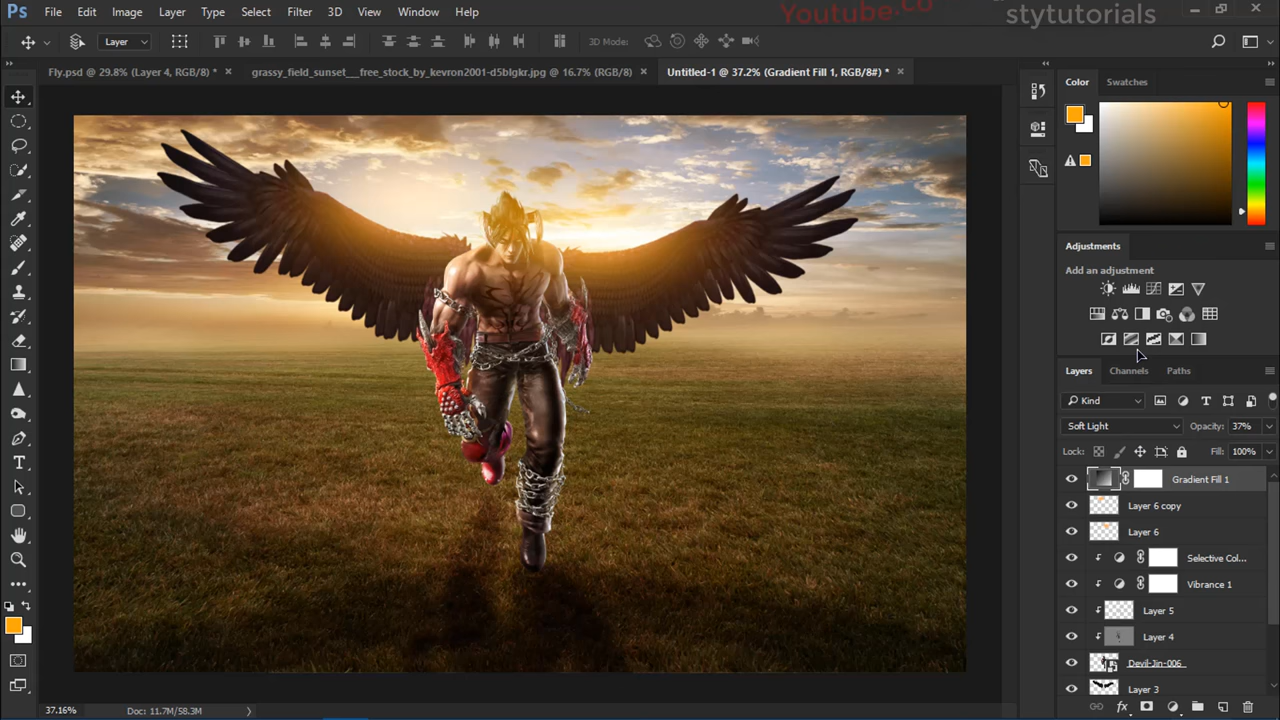 Ps File Edit Image Layer Type Select Filter 3D View Window Help
stytutorials
Layer 3D Mode:
Fly.psd @ 29.8% (Layer 4, RGB/8) * × grassy_field_sunset___free_stock_by_kevron2001-d5blgkr.jpg @ 16.7% (RGB/8) × Untitled-1 @ 37.2% (Gradient Fill 1, RGB/8#) * ×
Color Swatches
Adjustments
Add an adjustment
Layers Channels Paths
Kind
Soft Light Opacity: 37%
Lock: Fill: 100%
Gradient Fill 1
Layer 6 copy
Layer 6
Selective Col...
Vibrance 1
Layer 5
Layer 4
Devil-Jin-006
Layer 3
37.16% Doc: 11.7M/58.3M